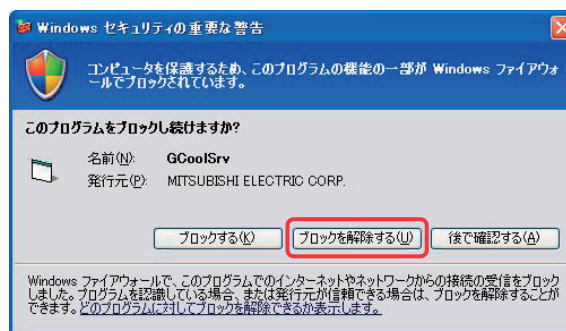 Windows セキュリティの重要な警告
コンピュータを保護するため、このプログラムの機能の一部が Windows ファイアウォ
ールでブロックされています。
このプログラムをブロックし続けますか?
名前(N): GCoolSrv
発行元(P): MITSUBISHI ELECTRIC CORP.
ブロックする(K) ブロックを解除する(U) 後で確認する(A)
Windows ファイアウォールで、このプログラムでのインターネットやネットワークからの接続の受信をブロック
しました。プログラムを認識している場合、または発行元が信頼できる場合は、ブロックを解除することが
できます。どのプログラムに対してブロックを解除できるか表示します。